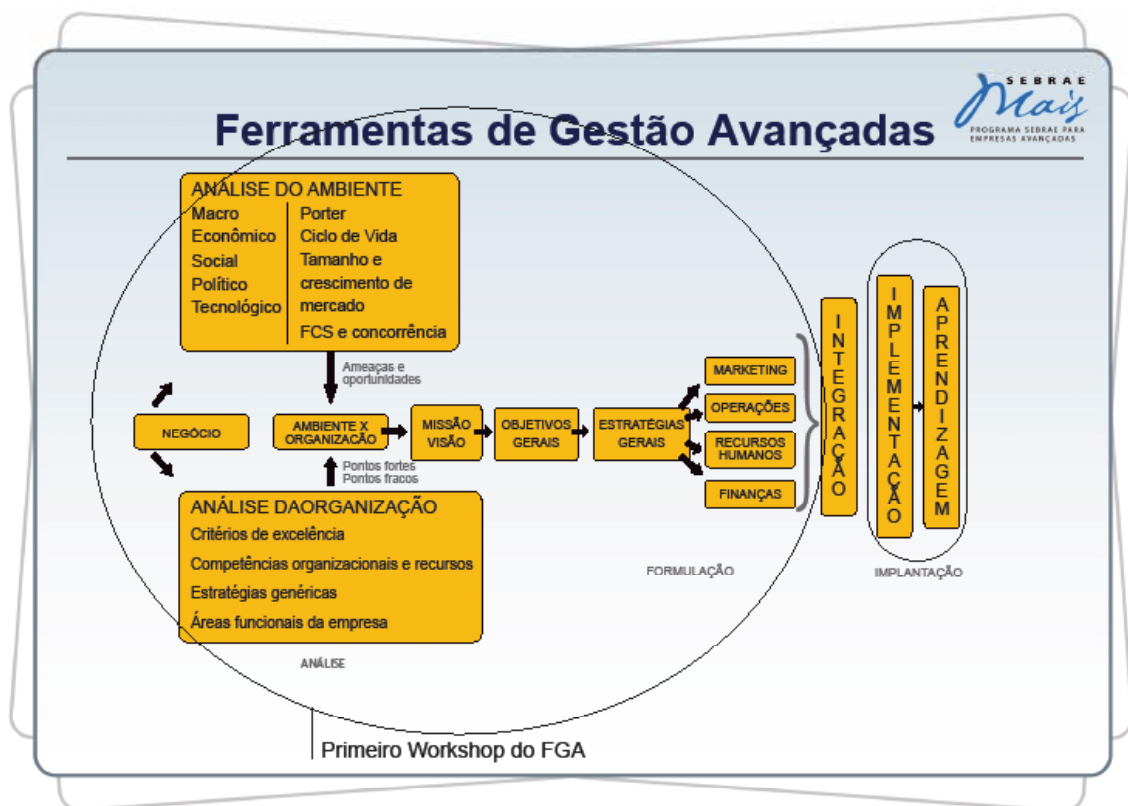 SEBRAE
Mais
PROGRAMA SEBRAE PARA
EMPRESAS AVANÇADAS
Ferramentas de Gestão Avançadas
ANÁLISE DO AMBIENTE
Macro
Econômico
Social
Político
Tecnológico
Porter
Ciclo de Vida
Tamanho e
crescimento de
mercado
FCS e concorrência
Ameaças e
oportunidades
NEGÓCIO
AMBIENTE X
ORGANIZAÇÃO
MISSÃO
VISÃO
OBJETIVOS
GERAIS
ESTRATÉGIAS
GERAIS
MARKETING
OPERAÇÕES
RECURSOS
HUMANOS
FINANÇAS
INTEGRAÇÃO
IMPLEMENTAÇÃO
APRENDIZAGEM
Pontos fortes
Pontos fracos
ANÁLISE DAORGANIZAÇÃO
Critérios de excelência
Competências organizacionais e recursos
Estratégias genéricas
Áreas funcionais da empresa
ANÁLISE
FORMULAÇÃO
IMPLANTAÇÃO
Primeiro Workshop do FGA